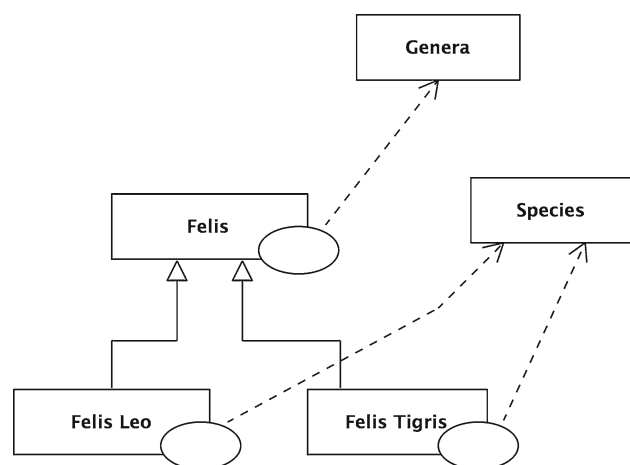 Genera
Species
Felis
Felis Leo
Felis Tigris